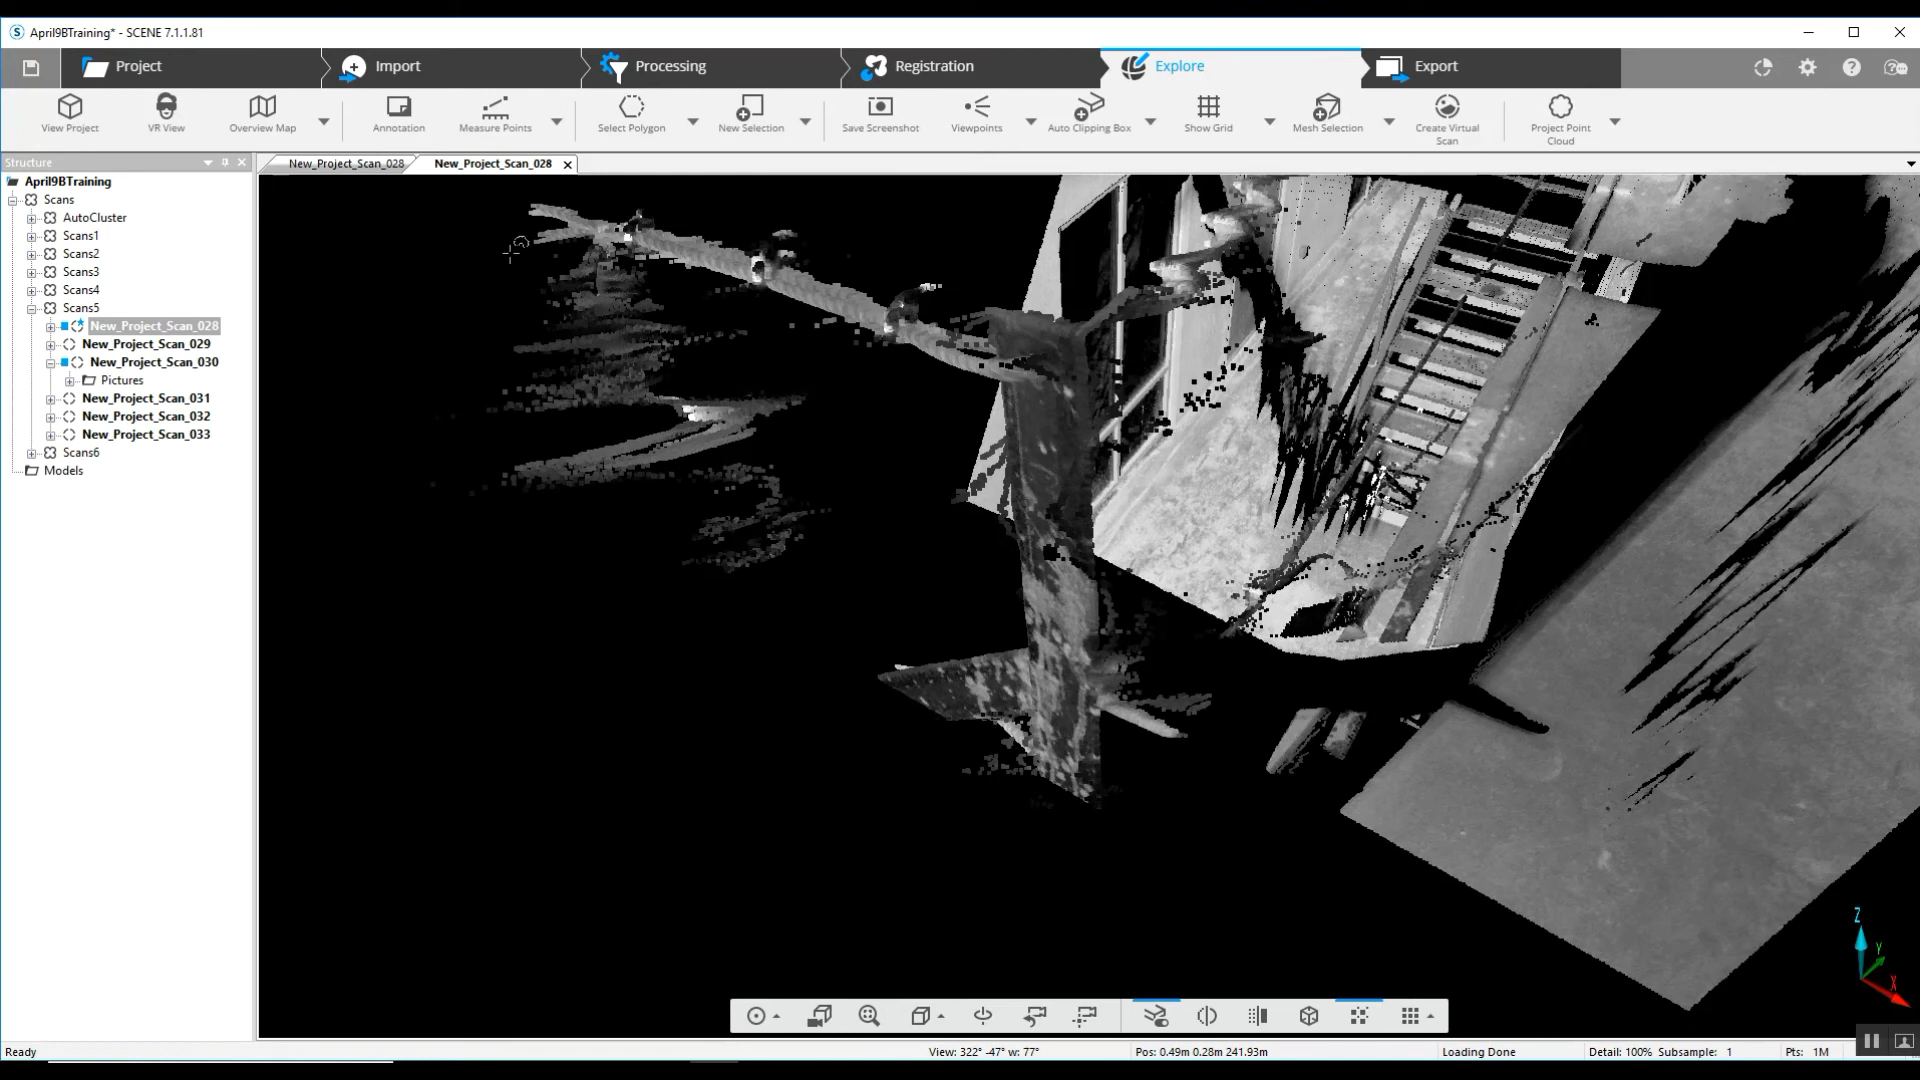 April9BTraining* - SCENE 7.1.1.81
Project
Import
Processing
Registration
Explore
Export
View Project
VR View
Overview Map
Annotation
Measure Points
Select Polygon
New Selection
Save Screenshot
Viewpoints
Auto Clipping Box
Show Grid
Mesh Selection
Create Virtual
Scan
Project Point
Cloud
Structure
New_Project_Scan_028
New_Project_Scan_028
April9BTraining
Scans
AutoCluster
Scans1
Scans2
Scans3
Scans4
Scans5
New_Project_Scan_028
New_Project_Scan_029
New_Project_Scan_030
Pictures
New_Project_Scan_031
New_Project_Scan_032
New_Project_Scan_033
Scans6
Models
Z
Y
X
Ready
View: 322° -47° w: 77°
Pos: 0.49m 0.28m 241.93m
Loading Done
Detail: 100% Subsample: 1
Pts: 1M